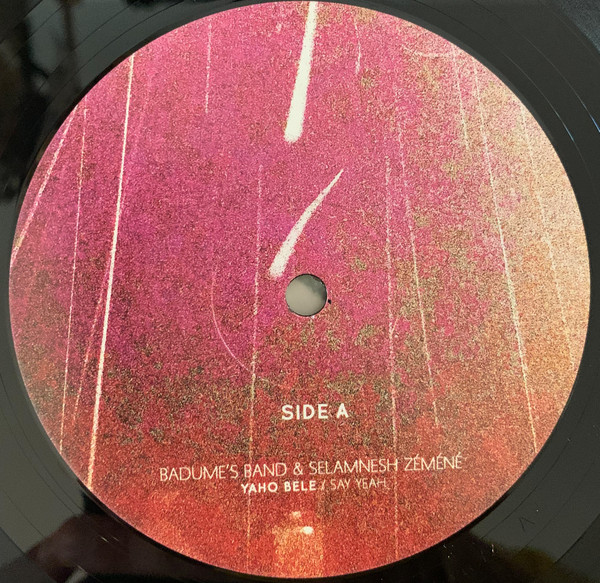 SIDE A
BADUME'S BAND & SELAMNESH ZÉMÉNÉ
YAHO BELE / SAY YEAH